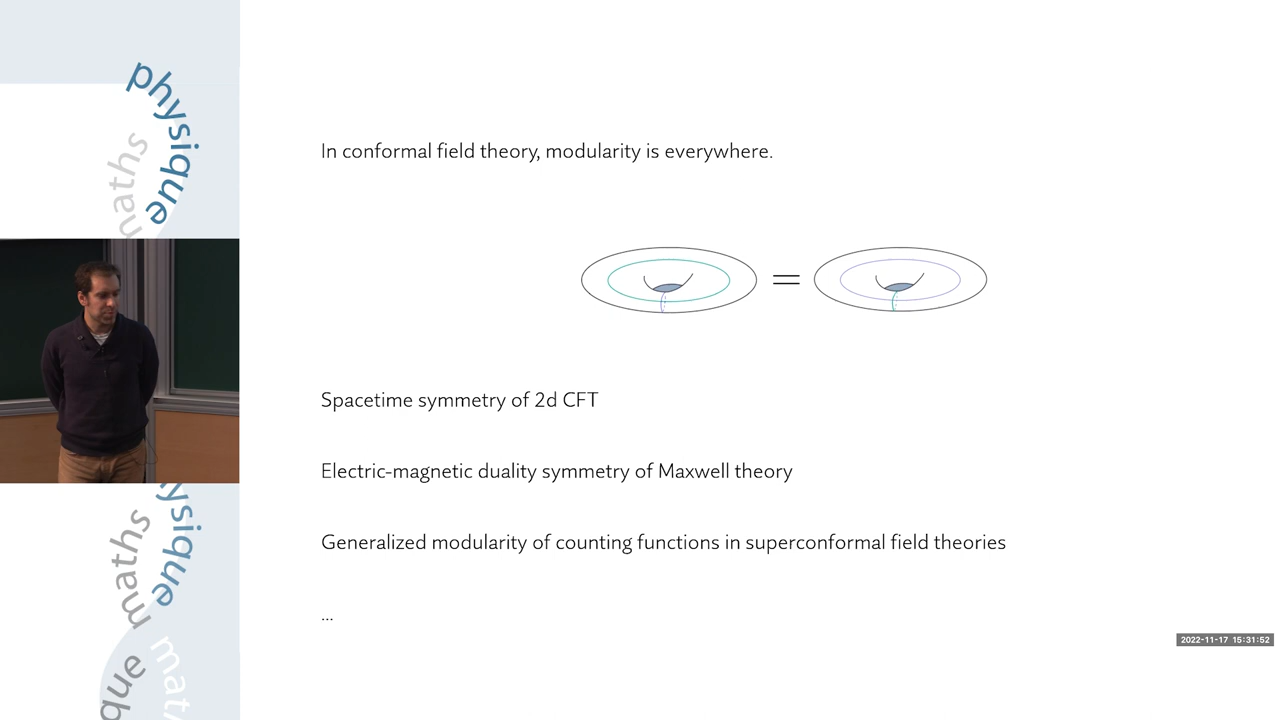 physique
maths
In conformal field theory, modularity is everywhere.
=
Spacetime symmetry of 2d CFT
Electric-magnetic duality symmetry of Maxwell theory
Generalized modularity of counting functions in superconformal field theories
...
2022-11-17 15:31:52
ysique
maths
que
mat